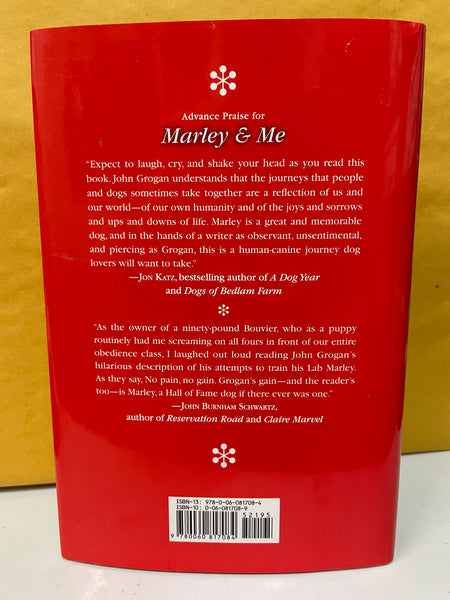 Advance Praise for
Marley & Me
“Expect to laugh, cry, and shake your head as you read this
book. John Grogan understands that the journeys that people
and dogs sometimes take together are a reflection of us and
our world—of our own humanity and of the joys and sorrows
and ups and downs of life. Marley is a great and memorable
dog, and in the hands of a writer as observant, unsentimental,
and piercing as Grogan, this is a human-canine journey dog
lovers will want to take.”
—Jon Katz, bestselling author of A Dog Year
and Dogs of Bedlam Farm
“As the owner of a ninety-pound Bouvier, who as a puppy
routinely had me screaming on all fours in front of our entire
obedience class, I laughed out loud reading John Grogan’s
hilarious description of his attempts to train his Lab Marley.
As they say, No pain, no gain. Grogan’s gain—and the reader’s
too—is Marley, a Hall of Fame dog if there ever was one.”
—John Burnham Schwartz,
author of Reservation Road and Claire Marvel
ISBN-13: 978-0-06-081708-4
ISBN-10: 0-06-081708-9
52195
9 780060 817084